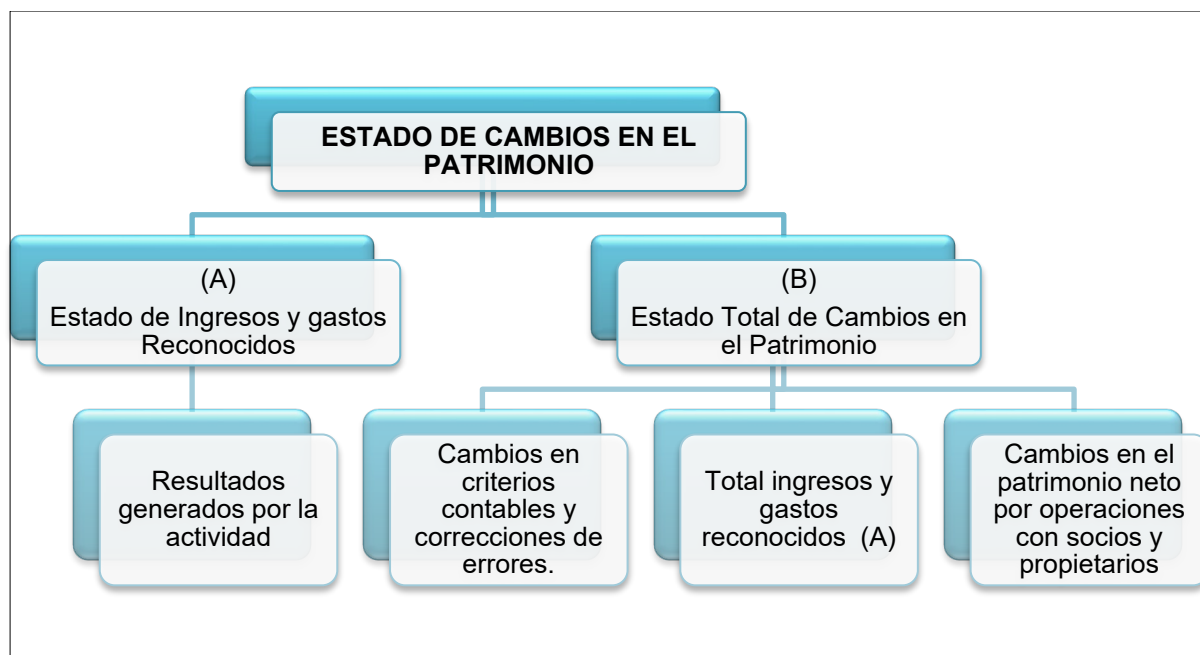 ESTADO DE CAMBIOS EN EL
PATRIMONIO
(A)
Estado de Ingresos y gastos
Reconocidos
(B)
Estado Total de Cambios en
el Patrimonio
Resultados
generados por la
actividad
Cambios en
criterios
contables y
correcciones de
errores.
Total ingresos y
gastos
reconocidos (A)
Cambios en el
patrimonio neto
por operaciones
con socios y
propietarios